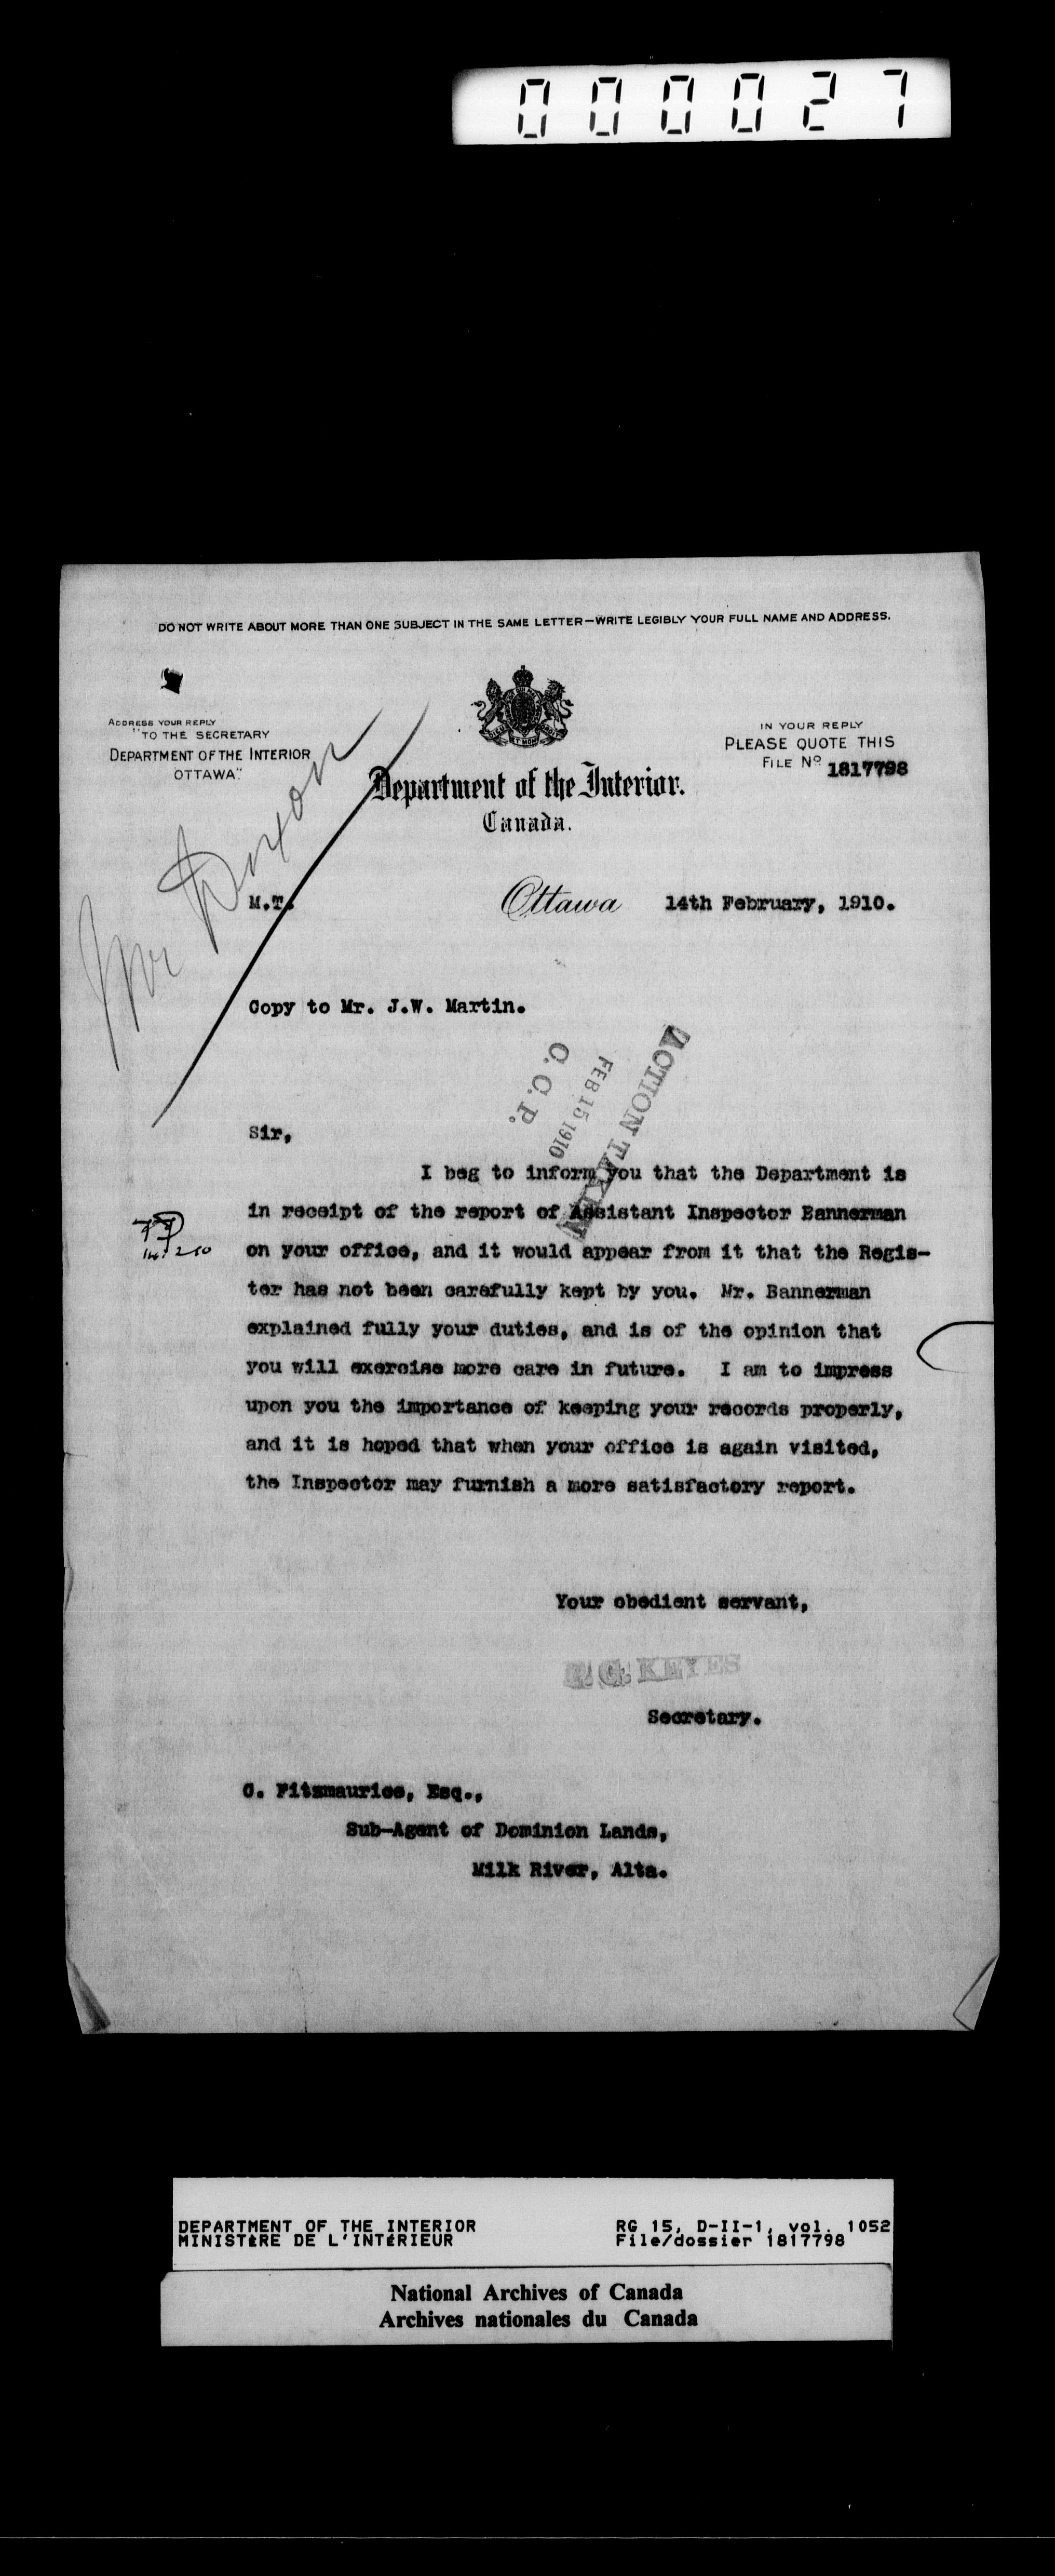 000027
DO NOT WRITE ABOUT MORE THAN ONE SUBJECT IN THE SAME LETTER—WRITE LEGIBLY YOUR FULL NAME AND ADDRESS.
ADDRESS YOUR REPLY
"TO THE SECRETARY
DEPARTMENT OF THE INTERIOR
OTTAWA"
IN YOUR REPLY
PLEASE QUOTE THIS
FILE No 1817798
Department of the Interior.
Canada.
M.T.
Ottawa 14th February, 1910.
Copy to Mr. J.W. Martin.
ACTION TAKEN
FEB 15 1910
C. C. P.
Sir,
I beg to inform you that the Department is
in receipt of the report of Assistant Inspector Bannerman
on your office, and it would appear from it that the Regis-
ter has not been carefully kept by you. Mr. Bannerman
explained fully your duties, and is of the opinion that
you will exercise more care in future. I am to impress
upon you the importance of keeping your records properly,
and it is hoped that when your office is again visited,
the Inspector may furnish a more satisfactory report.
Your obedient servant,
P. G. KEYES
Secretary.
C. Fitzmaurice, Esq.,
Sub-Agent of Dominion Lands,
Milk River, Alta.
DEPARTMENT OF THE INTERIOR
MINISTÈRE DE L'INTÉRIEUR
RG 15, D-II-1, vol. 1052
File/dossier 1817798
National Archives of Canada
Archives nationales du Canada